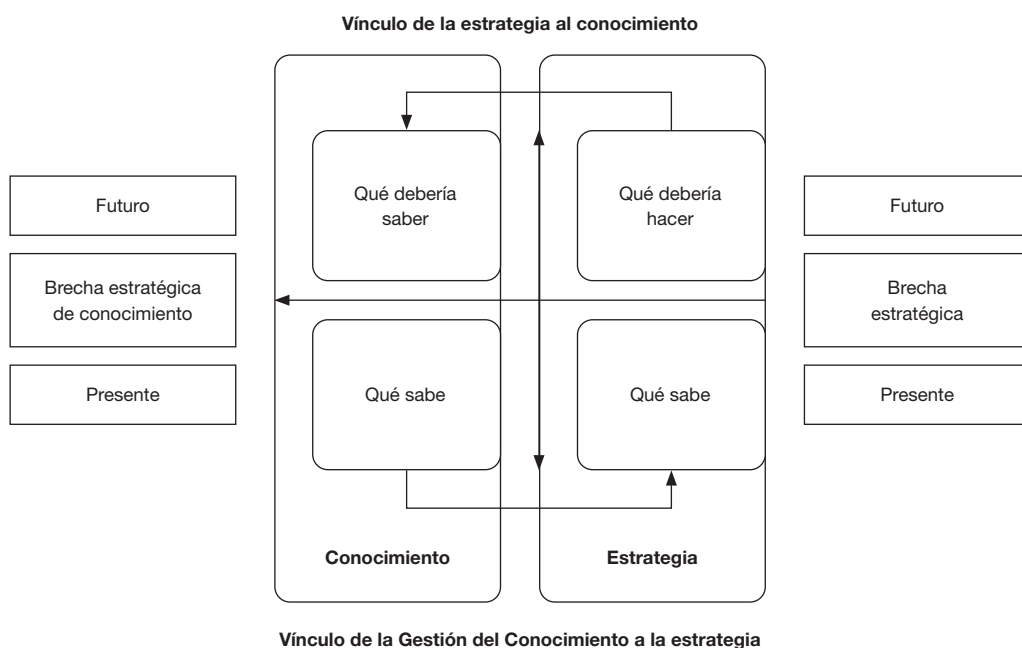 Vínculo de la estrategia al conocimiento
Qué debería
saber
Qué debería
hacer
Futuro
Futuro
Brecha estratégica
de conocimiento
Brecha
estratégica
Presente
Qué sabe
Qué sabe
Presente
Conocimiento
Estrategia
Vínculo de la Gestión del Conocimiento a la estrategia